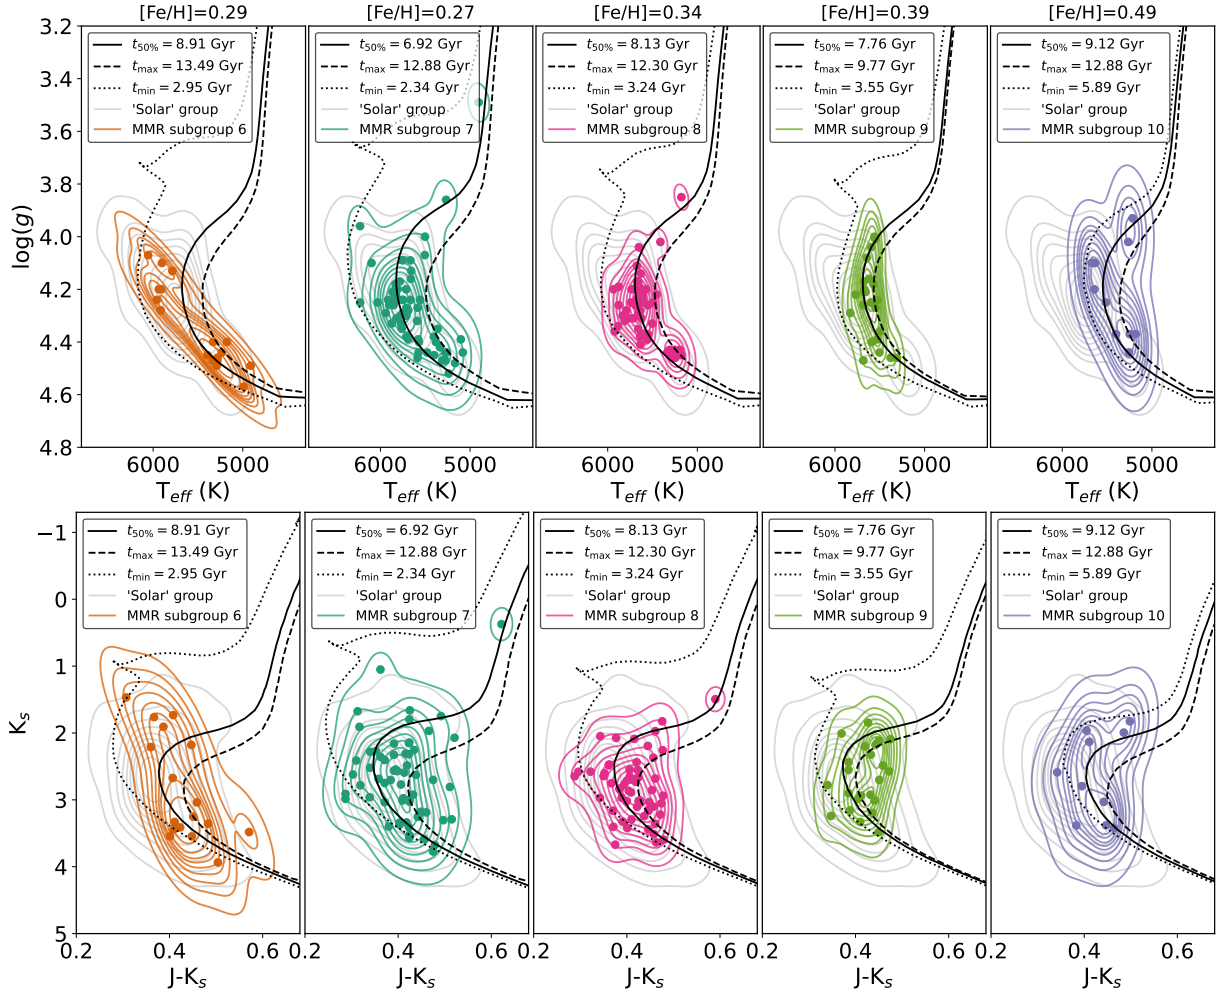 [Fe/H]=0.29
[Fe/H]=0.27
[Fe/H]=0.34
[Fe/H]=0.39
[Fe/H]=0.49
log(g)
3.2
3.4
3.6
3.8
4.0
4.2
4.4
4.6
4.8
t50% = 8.91 Gyr
tmax = 13.49 Gyr
tmin = 2.95 Gyr
'Solar' group
MMR subgroup 6
t50% = 6.92 Gyr
tmax = 12.88 Gyr
tmin = 2.34 Gyr
'Solar' group
MMR subgroup 7
t50% = 8.13 Gyr
tmax = 12.30 Gyr
tmin = 3.24 Gyr
'Solar' group
MMR subgroup 8
t50% = 7.76 Gyr
tmax = 9.77 Gyr
tmin = 3.55 Gyr
'Solar' group
MMR subgroup 9
t50% = 9.12 Gyr
tmax = 12.88 Gyr
tmin = 5.89 Gyr
'Solar' group
MMR subgroup 10
6000 5000
6000 5000
6000 5000
6000 5000
6000 5000
Teff (K)
Teff (K)
Teff (K)
Teff (K)
Teff (K)
Ks
−1
0
1
2
3
4
5
t50% = 8.91 Gyr
tmax = 13.49 Gyr
tmin = 2.95 Gyr
'Solar' group
MMR subgroup 6
t50% = 6.92 Gyr
tmax = 12.88 Gyr
tmin = 2.34 Gyr
'Solar' group
MMR subgroup 7
t50% = 8.13 Gyr
tmax = 12.30 Gyr
tmin = 3.24 Gyr
'Solar' group
MMR subgroup 8
t50% = 7.76 Gyr
tmax = 9.77 Gyr
tmin = 3.55 Gyr
'Solar' group
MMR subgroup 9
t50% = 9.12 Gyr
tmax = 12.88 Gyr
tmin = 5.89 Gyr
'Solar' group
MMR subgroup 10
0.2 0.4 0.6
0.2 0.4 0.6
0.2 0.4 0.6
0.2 0.4 0.6
0.2 0.4 0.6
J-Ks
J-Ks
J-Ks
J-Ks
J-Ks